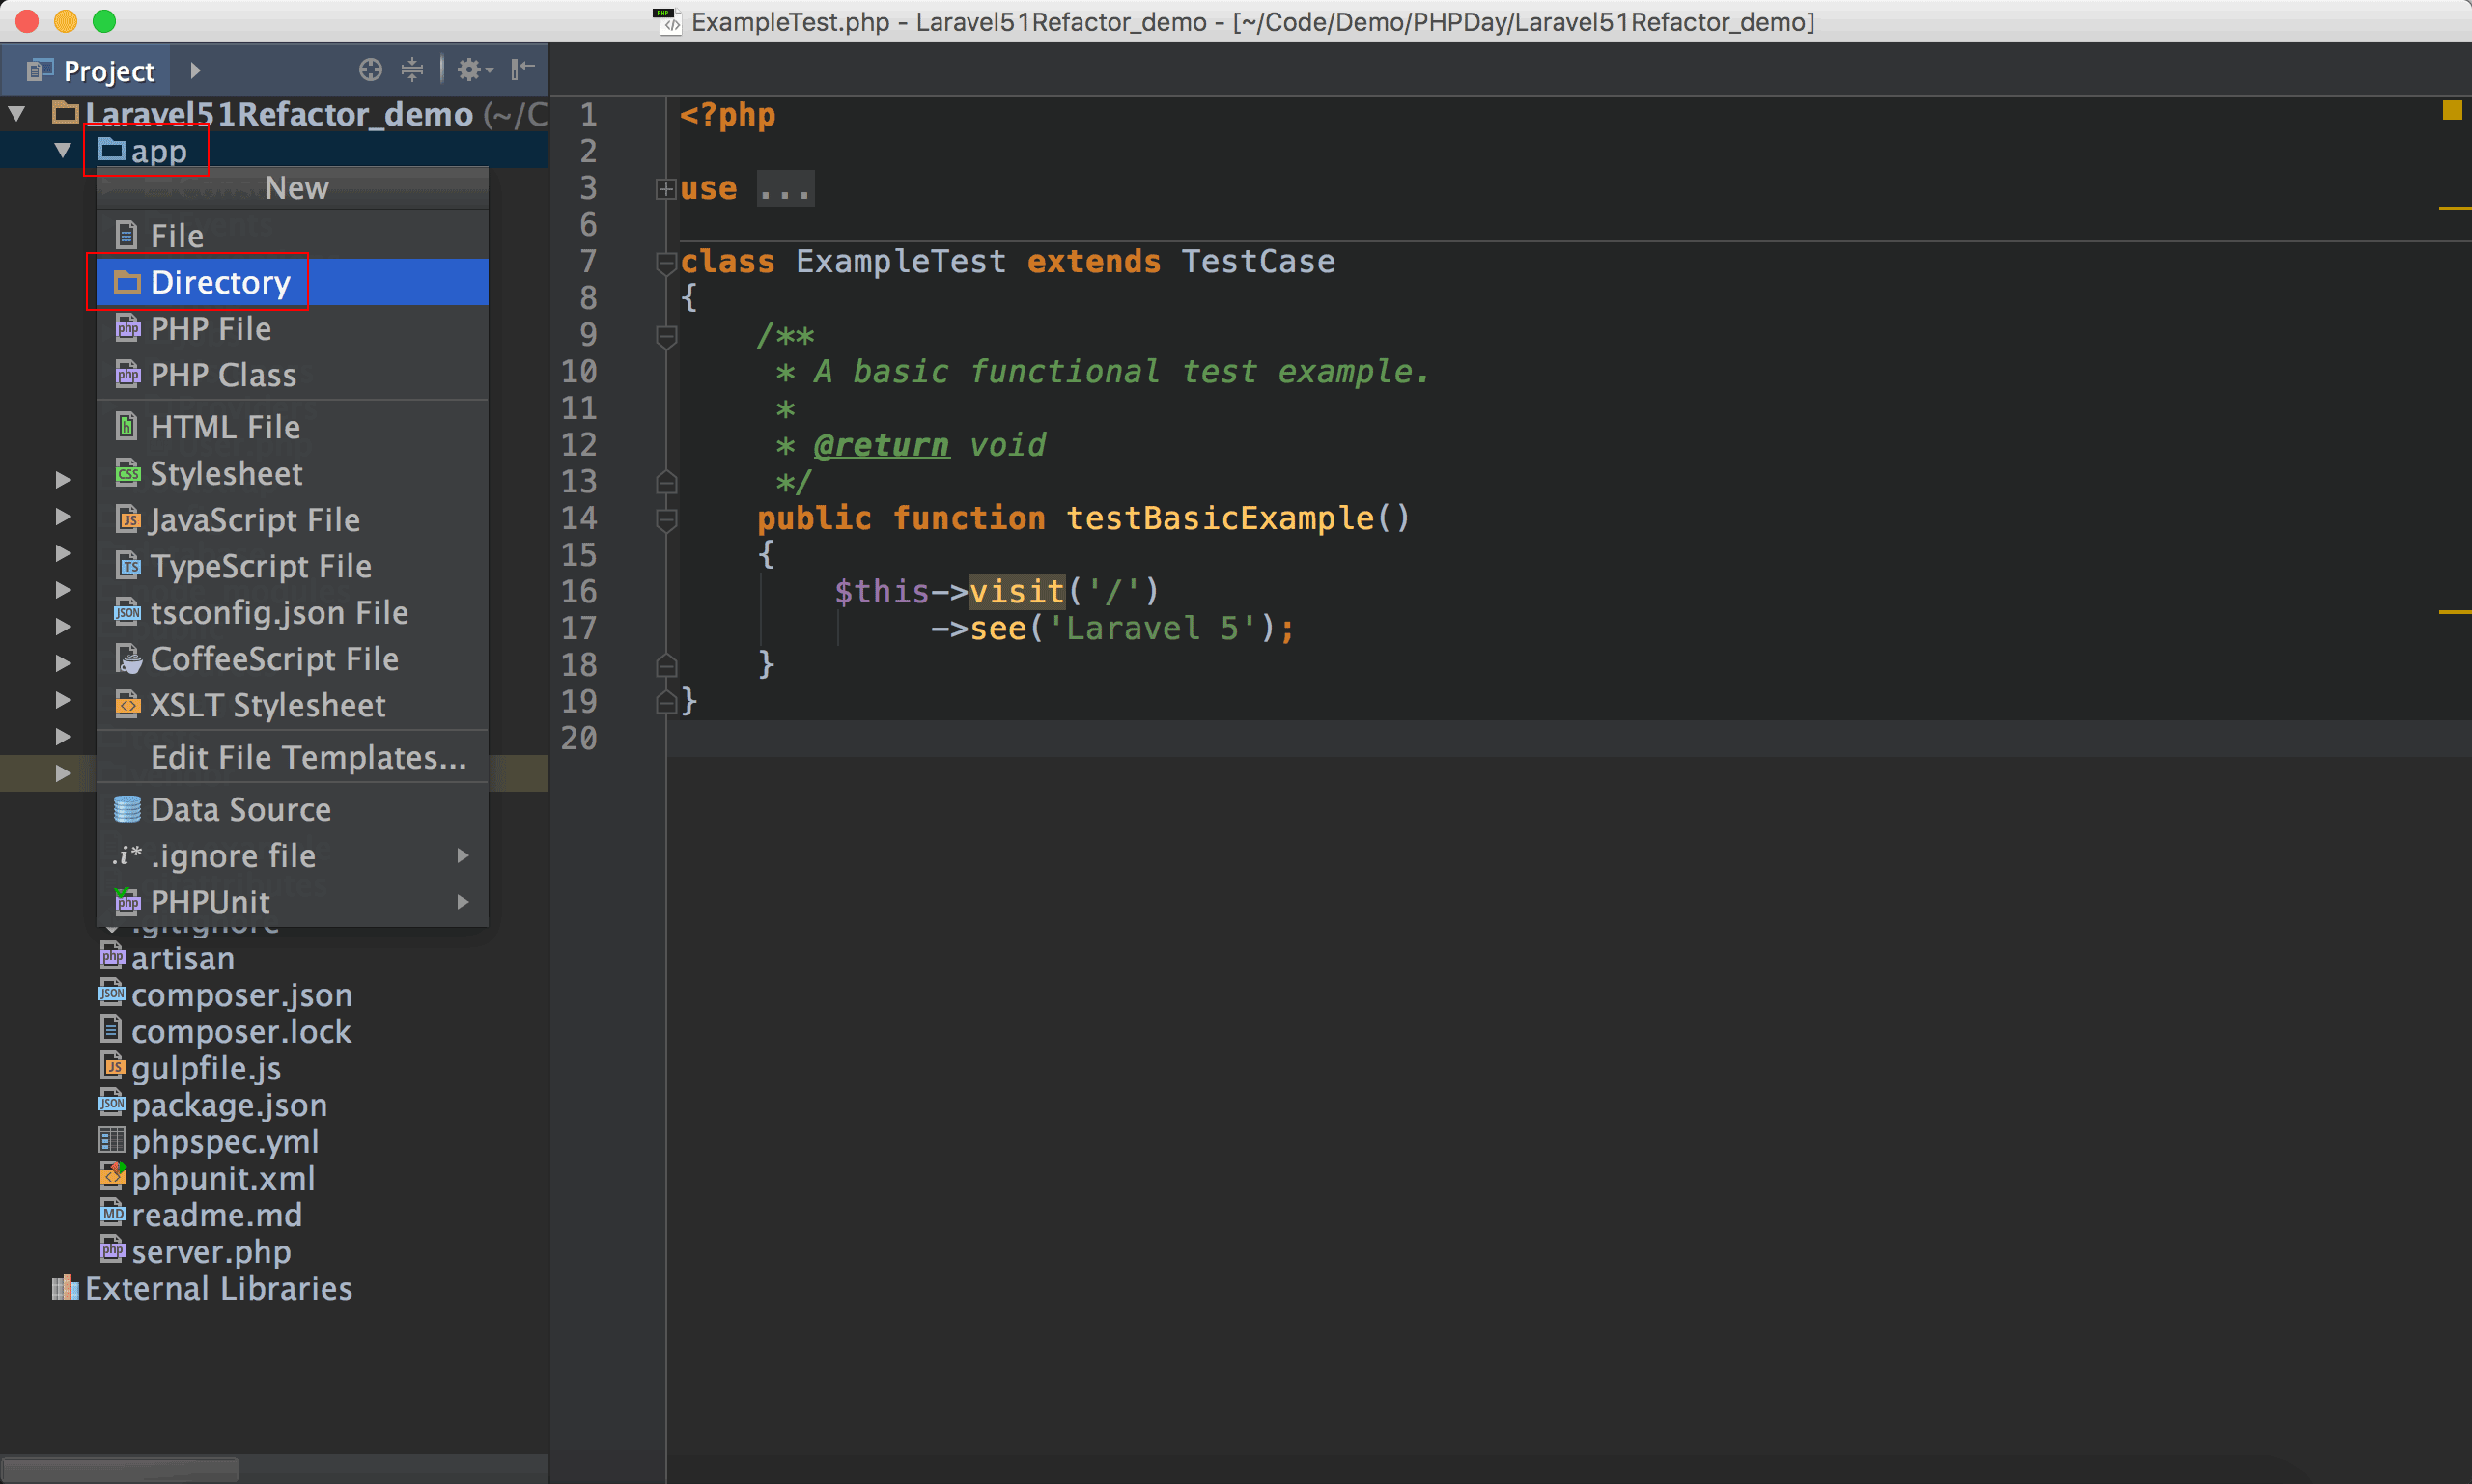 ExampleTest.php - Laravel51Refactor_demo - [~/Code/Demo/PHPDay/Laravel51Refactor_demo]
Project
Laravel51Refactor_demo (~/C
app
New
File
Directory
PHP File
PHP Class
HTML File
Stylesheet
JavaScript File
TypeScript File
tsconfig.json File
CoffeeScript File
XSLT Stylesheet
Edit File Templates...
Data Source
.ignore file
PHPUnit
.gitignore
artisan
composer.json
composer.lock
gulpfile.js
package.json
phpspec.yml
phpunit.xml
readme.md
server.php
External Libraries
1 <?php
2
3 use ...
6
7 class ExampleTest extends TestCase
8 {
9 /**
10 * A basic functional test example.
11 *
12 * @return void
13 */
14 public function testBasicExample()
15 {
16 $this->visit('/')
17 ->see('Laravel 5');
18 }
19 }
20